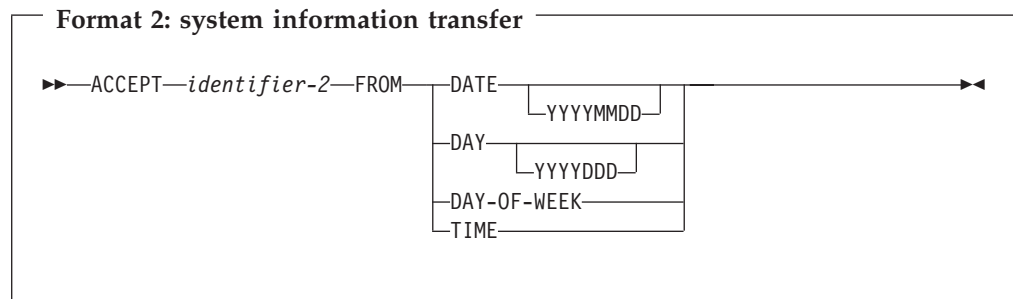 Format 2: system information transfer
ACCEPT identifier-2 FROM DATE
YYYYMMDD
DAY
YYYYDDD
DAY-OF-WEEK
TIME